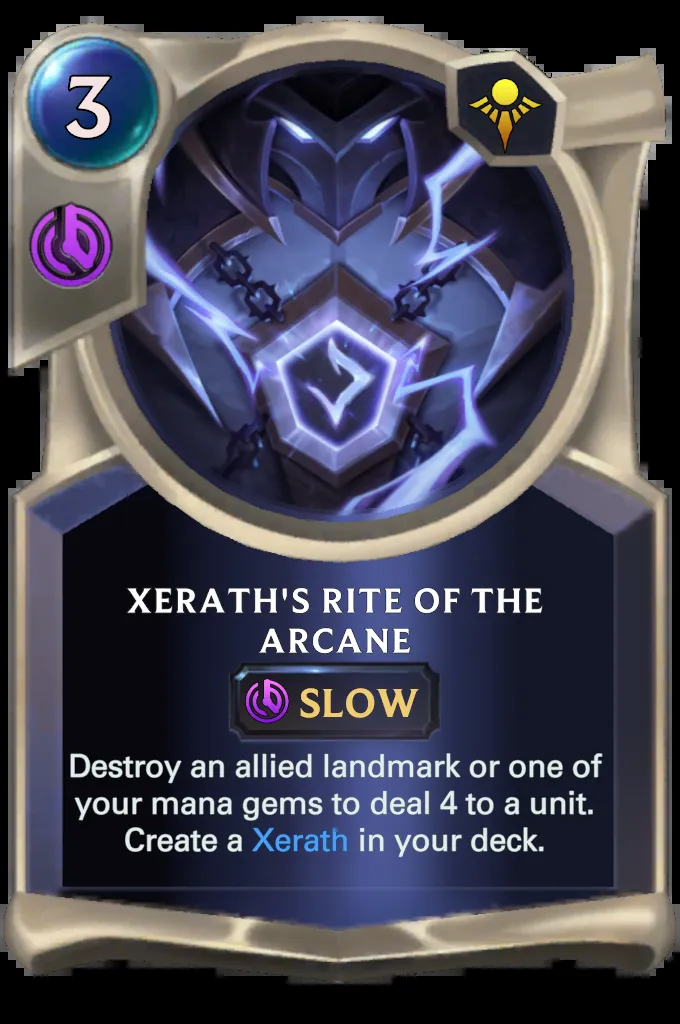 3
XERATH'S RITE OF THE
ARCANE
SLOW
Destroy an allied landmark or one of
your mana gems to deal 4 to a unit.
Create a Xerath in your deck.